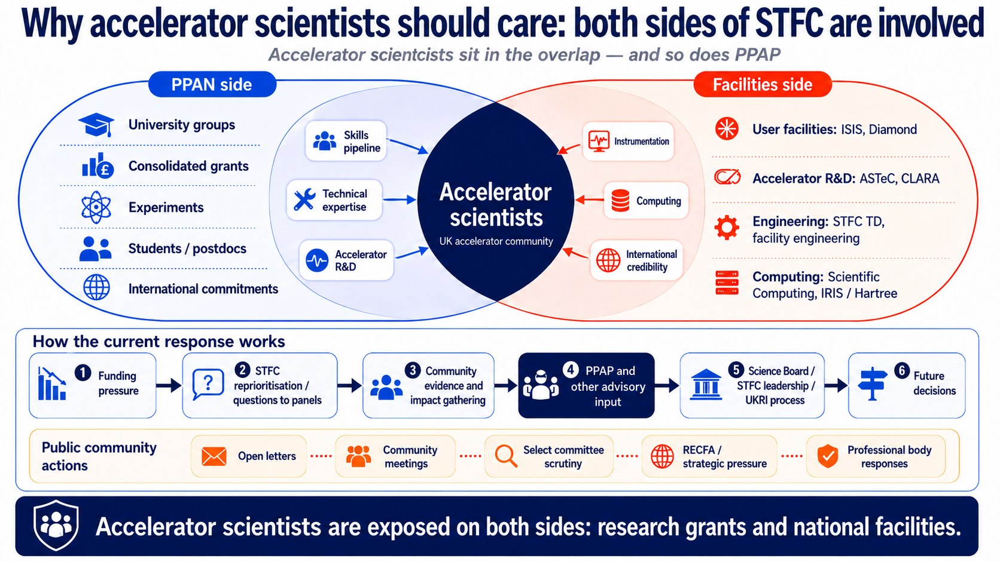 Why accelerator scientists should care: both sides of STFC are involved
Accelerator scientcists sit in the overlap — and so does PPAP
PPAN side
University groups
Consolidated grants
Experiments
Students / postdocs
International commitments
Skills
pipeline
Technical
expertise
Accelerator
R&D
Accelerator
scientists
UK accelerator community
Instrumentation
Computing
International
credibility
Facilities side
User facilities: ISIS, Diamond
Accelerator R&D: ASTeC, CLARA
Engineering: STFC TD,
facility engineering
Computing: Scientific
Computing, IRIS / Hartree
How the current response works
1 Funding
pressure
2 STFC
reprioritisation /
questions to panels
3 Community
evidence and
impact gathering
4 PPAP and
other advisory
input
5 Science Board /
STFC leadership /
UKRI process
6 Future
decisions
Public community
actions
Open letters
Community
meetings
Select committee
scrutiny
RECFA /
strategic pressure
Professional body
responses
Accelerator scientists are exposed on both sides: research grants and national facilities.